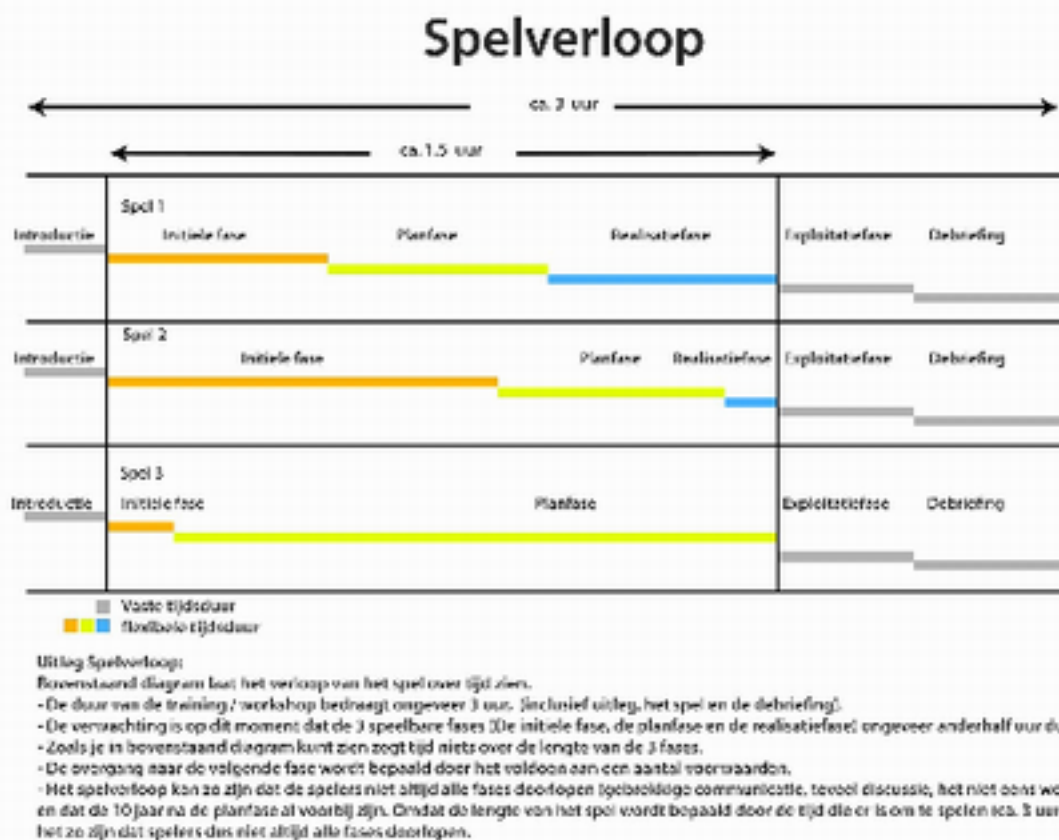 Spelverloop
ca. 3 uur
ca. 1.5 uur
Spel 1
Introductie Initiele fase Planfase Realisatiefase Exploitatiefase Debriefing
Spel 2
Introductie Initiele fase Planfase Realisatiefase Exploitatiefase Debriefing
Spel 3
Introductie Initiele fase Planfase Exploitatiefase Debriefing
Vaste tijdsduur
flexibele tijdsduur
Uitleg Spelverloop:
Bovenstaand diagram laat het verloop van het spel over tijd zien.
- De duur van de training / workshop bedraagt ongeveer 3 uur. (inclusief uitleg, het spel en de debriefing).
- De verwachting is op dit moment dat de 3 speelbare fases (De initiele fase, de planfase en de realisatiefase) ongeveer anderhalf uur
- Zoals je in bovenstaand diagram kunt zien zegt tijd niets over de lengte van de 3 fases.
- De overgang naar de volgende fase wordt bepaald door het voldoen aan een aantal voorwaarden.
- Het spelverloop kan zo zijn dat de spelers niet altijd alle fases doorlopen (gebrekkige communicatie, teveel discussie, het niet eens
en dat de 10 jaar na de planfase al voorbij zijn. Omdat de lengte van het spel wordt bepaald door de tijd die er is om te spelen (ca. 3
het zo zijn dat spelers dus niet altijd alle fases doorlopen.